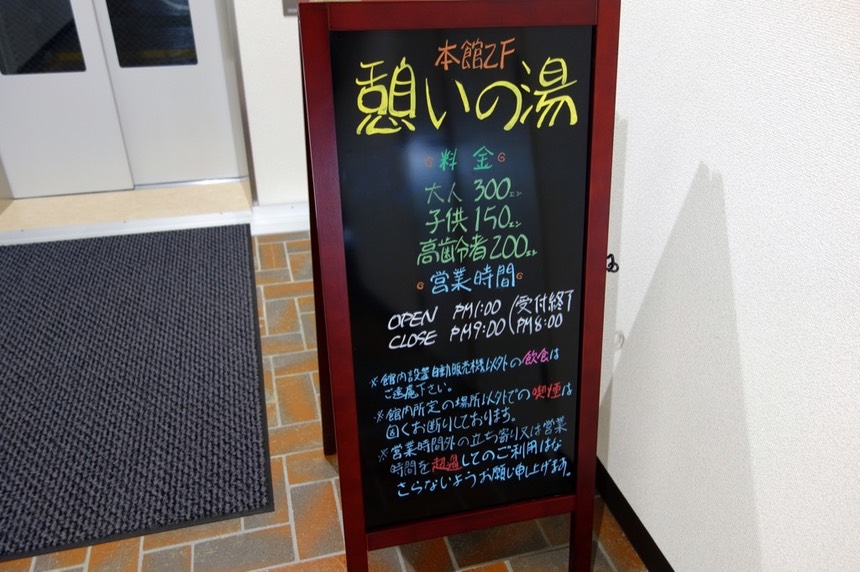 本館2F
憩いの湯
料金
大人 300エン
子供 150エン
高齢者 200エン
営業時間
OPEN PM1:00 (受付終了
CLOSE PM9:00 (PM8:00
※館内設置自動販売機以外の飲食は
ご遠慮下さい。
※館内所定の場所以外での喫煙は
固くお断りしております。
※営業時間外の立ち寄り又は営業
時間を超過してのご利用はな
さらないようお願い申上げます。